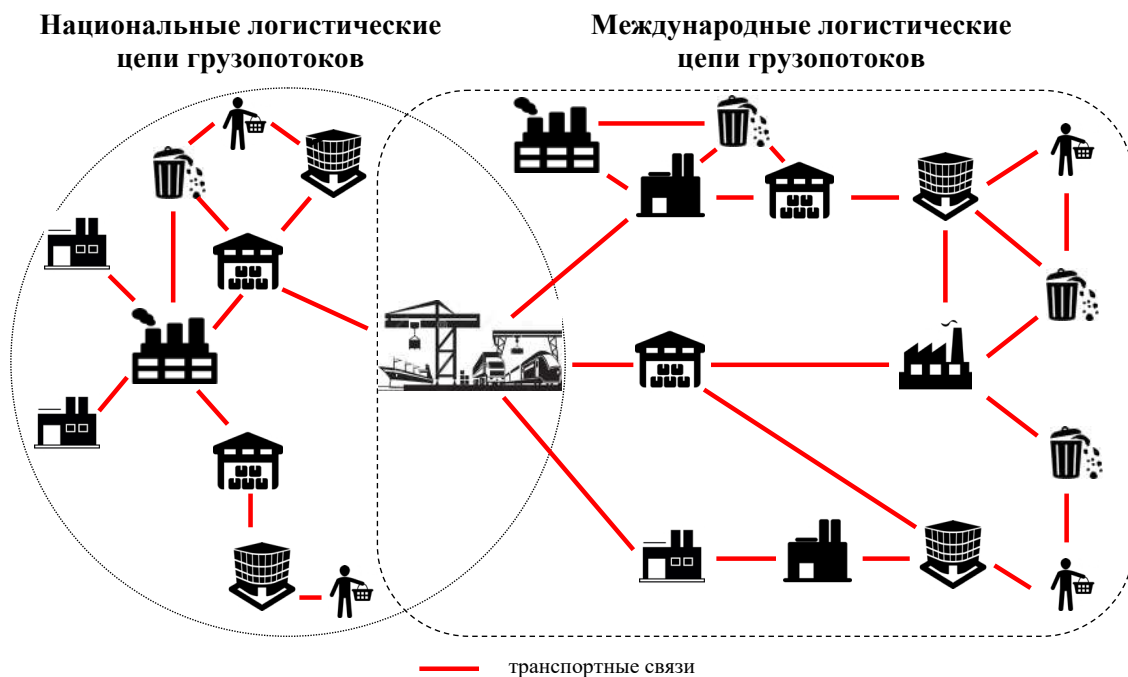 Национальные логистические
цепи грузопотоков
Международные логистические
цепи грузопотоков
транспортные связи